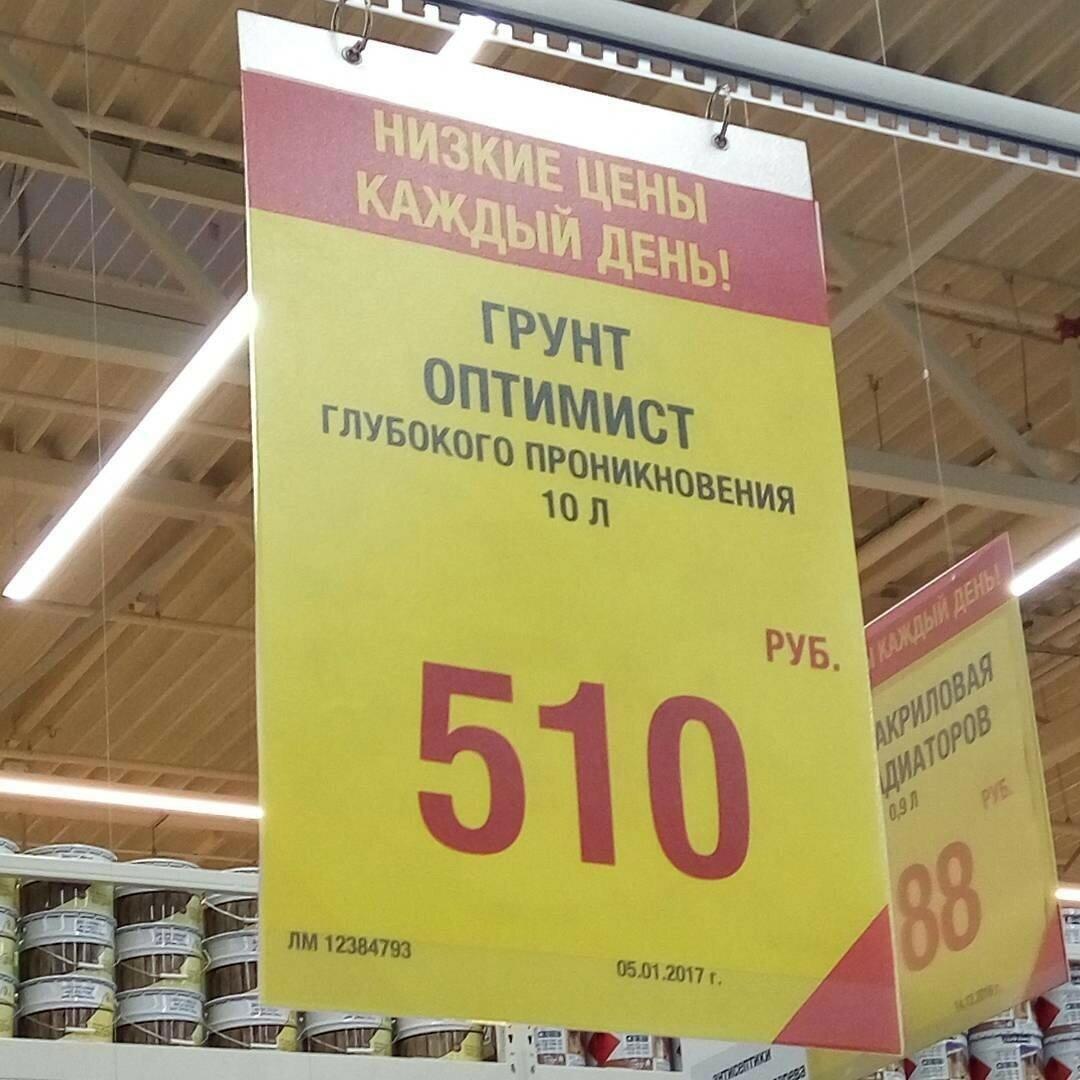 НИЗКИЕ ЦЕНЫ
КАЖДЫЙ ДЕНЬ!
ГРУНТ
ОПТИМИСТ
ГЛУБОКОГО ПРОНИКНОВЕНИЯ
10 Л
РУБ.
510
ЛМ 12384793
05.01.2017 г.
КАЖДЫЙ ДЕНЬ!
АКРИЛОВАЯ
ДИАТОРОВ
0,9 Л
РУБ.
88